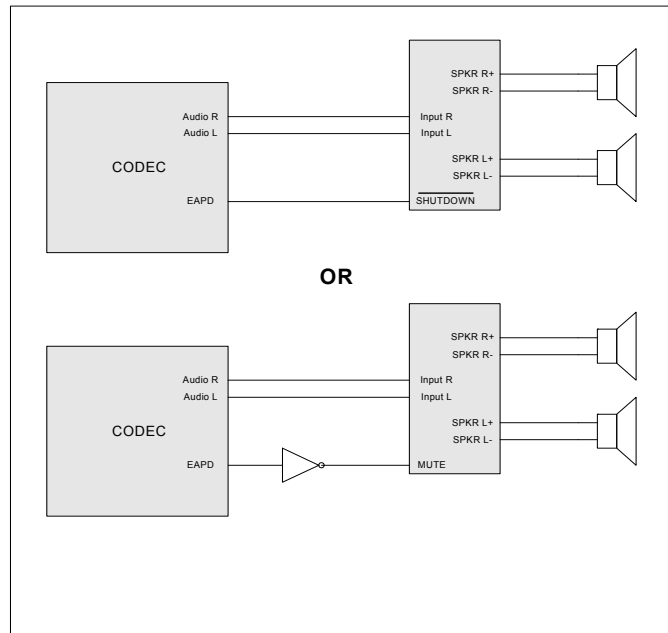 SPKR R+
SPKR R-
Audio R
Input R
Audio L
Input L
CODEC
SPKR L+
SPKR L-
EAPD
SHUTDOWN
OR
SPKR R+
SPKR R-
Audio R
Input R
Audio L
Input L
CODEC
SPKR L+
SPKR L-
EAPD
MUTE